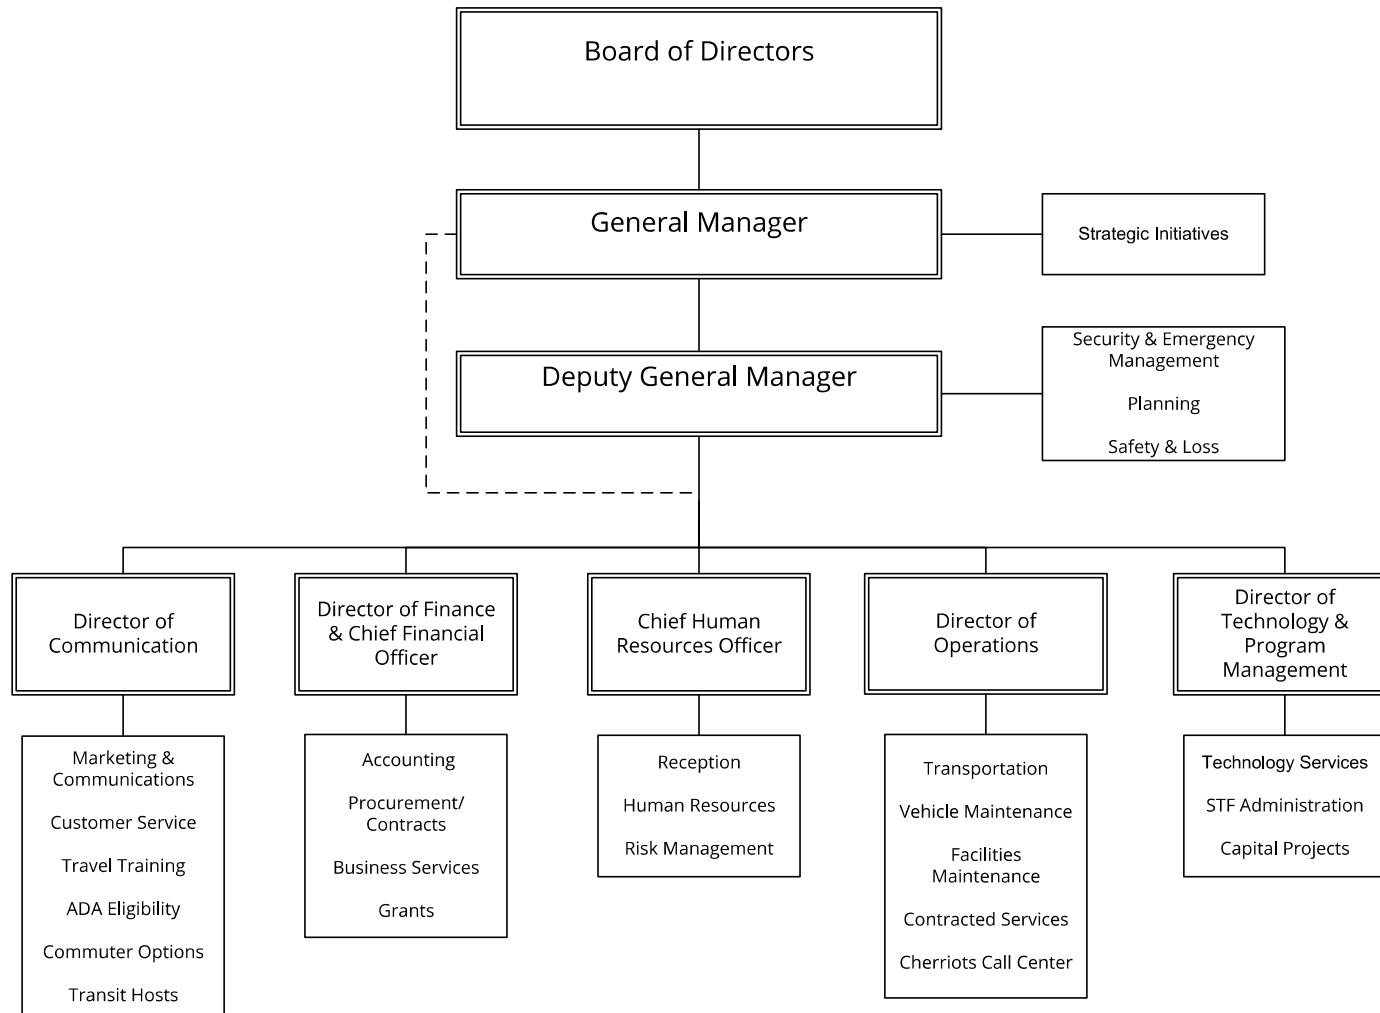 Board of Directors
General Manager
Strategic Initiatives
Deputy General Manager
Security & Emergency
Management
Planning
Safety & Loss
Director of
Communication
Director of Finance
& Chief Financial
Officer
Chief Human
Resources Officer
Director of
Operations
Director of
Technology &
Program
Management
Marketing &
Communications
Customer Service
Travel Training
ADA Eligibility
Commuter Options
Transit Hosts
Accounting
Procurement/
Contracts
Business Services
Grants
Reception
Human Resources
Risk Management
Transportation
Vehicle Maintenance
Facilities
Maintenance
Contracted Services
Cherriots Call Center
Technology Services
STF Administration
Capital Projects